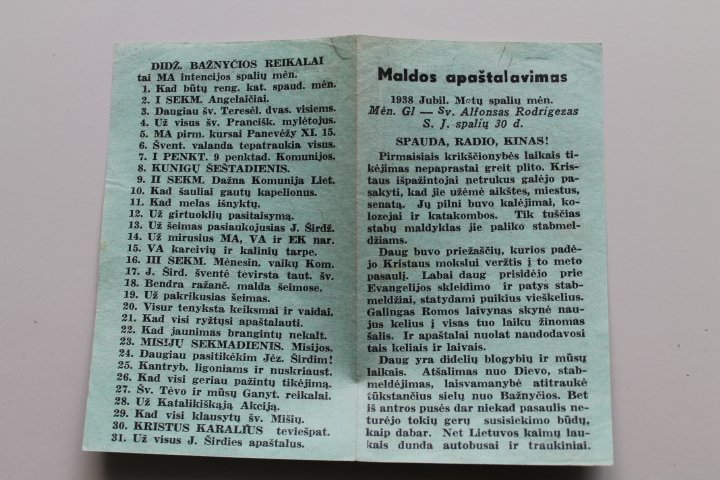 DIDŽ. BAŽNYČIOS REIKALAI
tai MA intencijos spalių mėn.
1. Kad būtų reng. kat. spaud. mėn.
2. I SEKM. Angelaičiai.
3. Daugiau šv. Teresėl. dvas. visiems.
4. Už visus šv. Prancišk. mylėtojus.
5. MA pirm. kursai Panevėžy XI. 15.
6. Švent. valanda tepatraukia visus.
7. I PENKT. 9 penktad. Komunijos.
8. KUNIGŲ ŠEŠTADIENIS.
9. II SEKM. Dažna Komunija Liet.
10. Kad šauliai gautų kapelionus.
11. Kad melas išnyktų.
12. Už girtuoklių pasitaisymą.
13. Už šeimas pasiaukojusias J. Širdž.
14. Už mirusius MA, VA ir EK nar.
15. VA kareivių ir kalinių tarpe.
16. III SEKM. Mėnesin. vaikų Kom.
17. J. Šird. šventė tevirsta taut. šv.
18. Bendra ražanč. malda šeimose.
19. Už pakrikusias šeimas.
20. Visur tenyksta keiksmai ir vaidai.
21. Kad visi ryžtųsi apaštalauti.
22. Kad jaunimas brangintų nekalt.
23. MISIJŲ SEKMADIENIS. Misijos.
24. Daugiau pasitikėkim Jėz. Širdim!
25. Kantryb. ligoniams ir nuskriaust.
26. Kad visi geriau pažintų tikėjimą.
27. Šv. Tėvo ir mūsų Ganyt. reikalai.
28. Už Katalikiškąją Akciją.
29. Kad visi klausytų šv. Mišių.
30. KRISTUS KARALIUS teviešpat.
31. Už visus J. Širdies apaštalus.
Maldos apaštalavimas
1938 Jubil. Metų spalių mėn.
Mėn. Gl — Šv. Alfonsas Rodrigezas
S. J. spalių 30 d.
SPAUDA, RADIO, KINAS!
Pirmaisiais krikščionybės laikais ti-
kėjimas nepaprastai greit plito. Kris-
taus išpažintojai netrukus galėjo pa-
sakyti, kad jie užėmė aikštes, miestus,
senatą. Jų pilni buvo kalėjimai, ko-
lozejai ir katakombos. Tik tuščias
stabų maldyklas jie paliko stabmel-
džiams.
Daug buvo priežasčių, kurios padė-
jo Kristaus mokslui veržtis į to meto
pasaulį. Labai daug prisidėjo prie
Evangelijos skleidimo ir patys stab-
meldžiai, statydami puikius vieškelius.
Galingas Romos laivynas skynė nau-
jus kelius į visas tuo laiku žinomas
šalis. Ir apaštalai nuolat naudodavosi
tais keliais ir laivais.
Daug yra didelių blogybių ir mūsų
laikais. Atšalimas nuo Dievo, stab-
meldėjimas, laisvamanybė atitraukė
tūkstančius sielų nuo Bažnyčios. Bet
iš antros pusės dar niekad pasaulis ne-
turėjo tokių gerų susisiekimo būdų,
kaip dabar. Net Lietuvos kaimų lau-
kais dunda autobusai ir traukiniai.